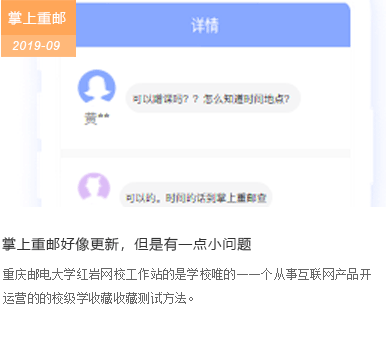 掌上重邮
2019-09
详情
可以蹭课吗？？怎么知道时间地点?
黄**
可以的。时间的话到掌上重邮查
掌上重邮好像更新，但是有一点小问题
重庆邮电大学红岩网校工作站的是学校唯的一一个从事互联网产品开
运营的的校级学收藏收藏测试方法。